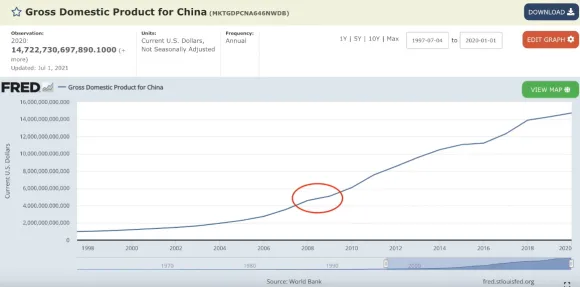 Gross Domestic Product for China (MKTGDPCNA646NWDB)
DOWNLOAD
Observation:
2020:
14,722,730,697,890.1000 (+
more)
Updated: Jul 1, 2021
Units:
Current U.S. Dollars,
Not Seasonally Adjusted
Frequency:
Annual
1Y | 5Y | 10Y | Max
1997-07-04 to 2020-01-01
EDIT GRAPH
FRED
Gross Domestic Product for China
VIEW MAP
16,000,000,000,000
14,000,000,000,000
12,000,000,000,000
10,000,000,000,000
8,000,000,000,000
6,000,000,000,000
4,000,000,000,000
2,000,000,000,000
0
Current U.S. Dollars
1998 2000 2002 2004 2006 2008 2010 2012 2014 2016 2018 2020
1970 1980 1990 2000
Source: World Bank
fred.stlouisfed.org